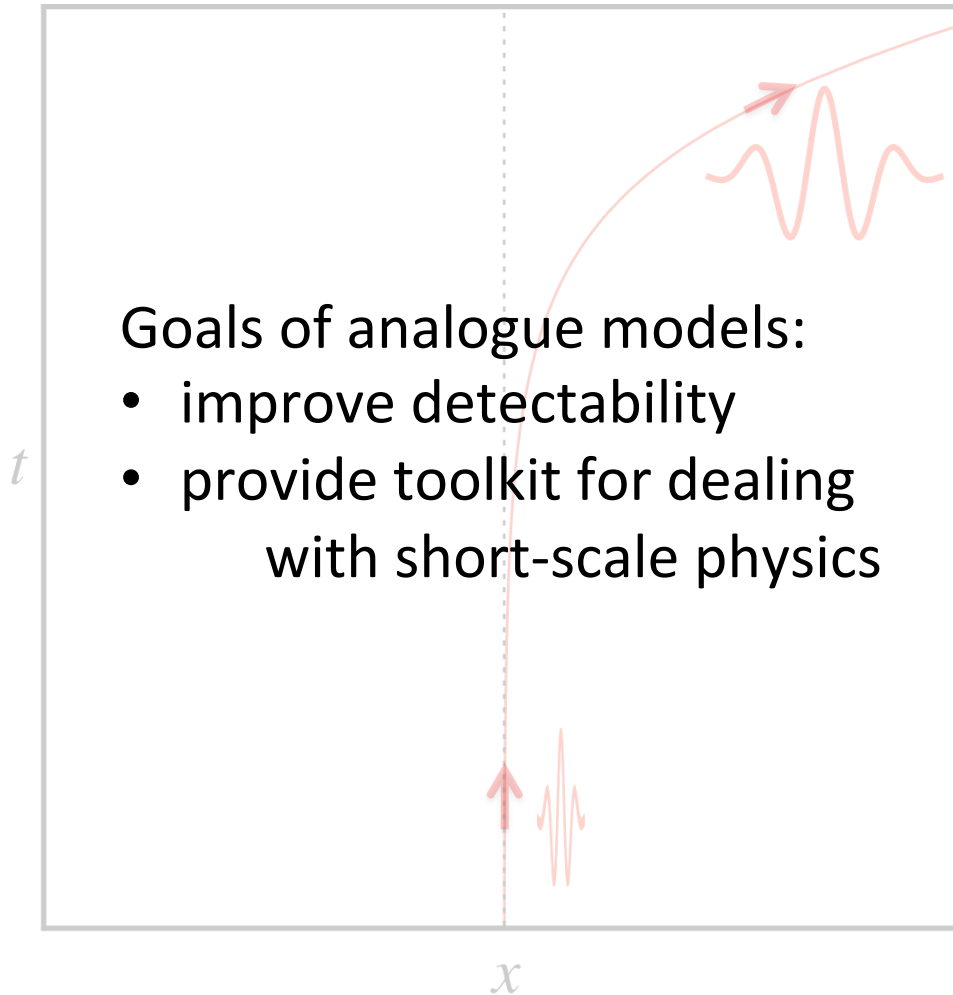 Goals of analogue models:
• improve detectability
• provide toolkit for dealing
with short-scale physics
t
x